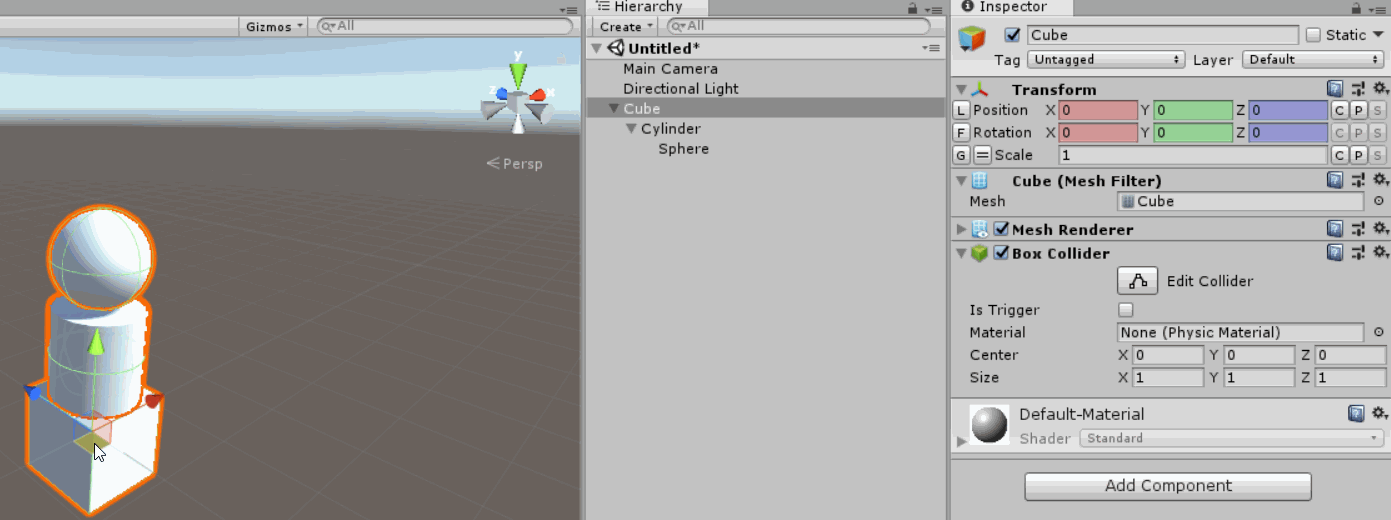 Gizmos
All
y
z
x
Persp
Hierarchy
Create
All
Untitled*
Main Camera
Directional Light
Cube
Cylinder
Sphere
Inspector
Cube
Static
Tag Untagged Layer Default
Transform
L Position X 0 Y 0 Z 0 C P S
F Rotation X 0 Y 0 Z 0 C P S
G = Scale 1 C P S
Cube (Mesh Filter)
Mesh Cube
Mesh Renderer
Box Collider
Edit Collider
Is Trigger
Material None (Physic Material)
Center X 0 Y 0 Z 0
Size X 1 Y 1 Z 1
Default-Material
Shader Standard
Add Component